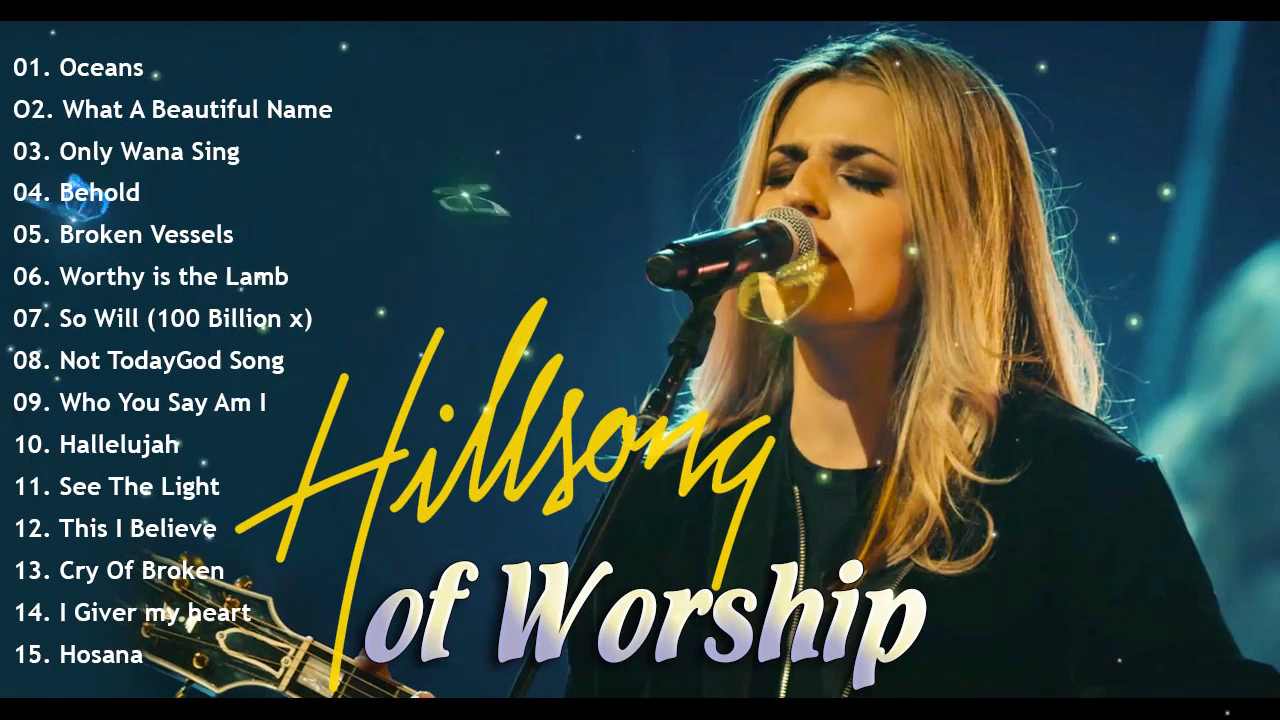 01. Oceans
O2. What A Beautiful Name
03. Only Wana Sing
04. Behold
05. Broken Vessels
06. Worthy is the Lamb
07. So Will (100 Billion x)
08. Not TodayGod Song
09. Who You Say Am I
10. Hallelujah
11. See The Light
12. This I Believe
13. Cry Of Broken
14. I Giver my heart
15. Hosana
Hillsong
of Worship